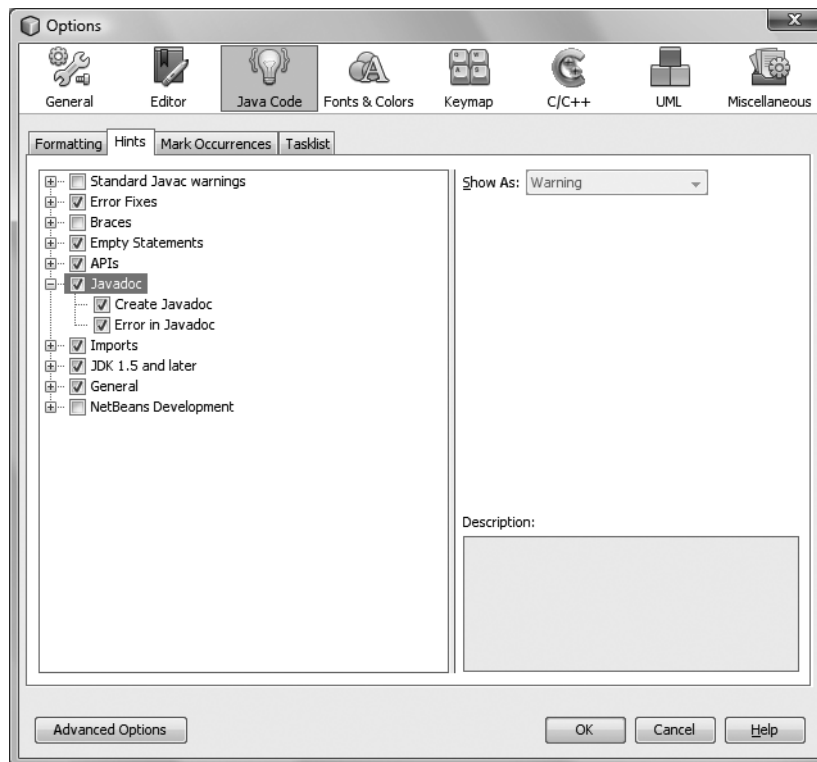 Options
General Editor Java Code Fonts & Colors Keymap C/C++ UML Miscellaneous
Formatting Hints Mark Occurrences Tasklist
Standard Javac warnings
Error Fixes
Braces
Empty Statements
APIs
Javadoc
Create Javadoc
Error in Javadoc
Imports
JDK 1.5 and later
General
NetBeans Development
Show As: Warning
Description:
Advanced Options OK Cancel Help